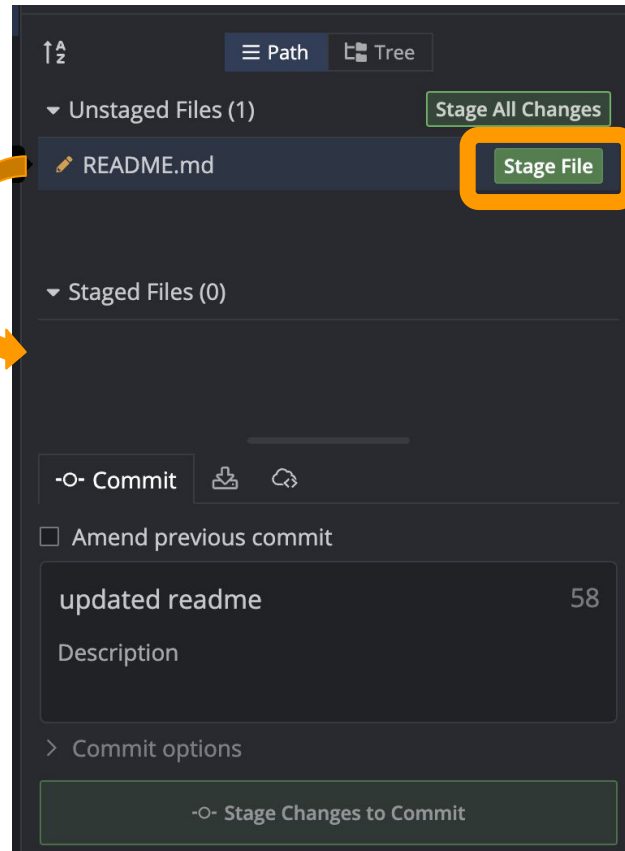 Path Tree
Unstaged Files (1) Stage All Changes
README.md Stage File
Staged Files (0)
Commit
Amend previous commit
updated readme 58
Description
Commit options
Stage Changes to Commit